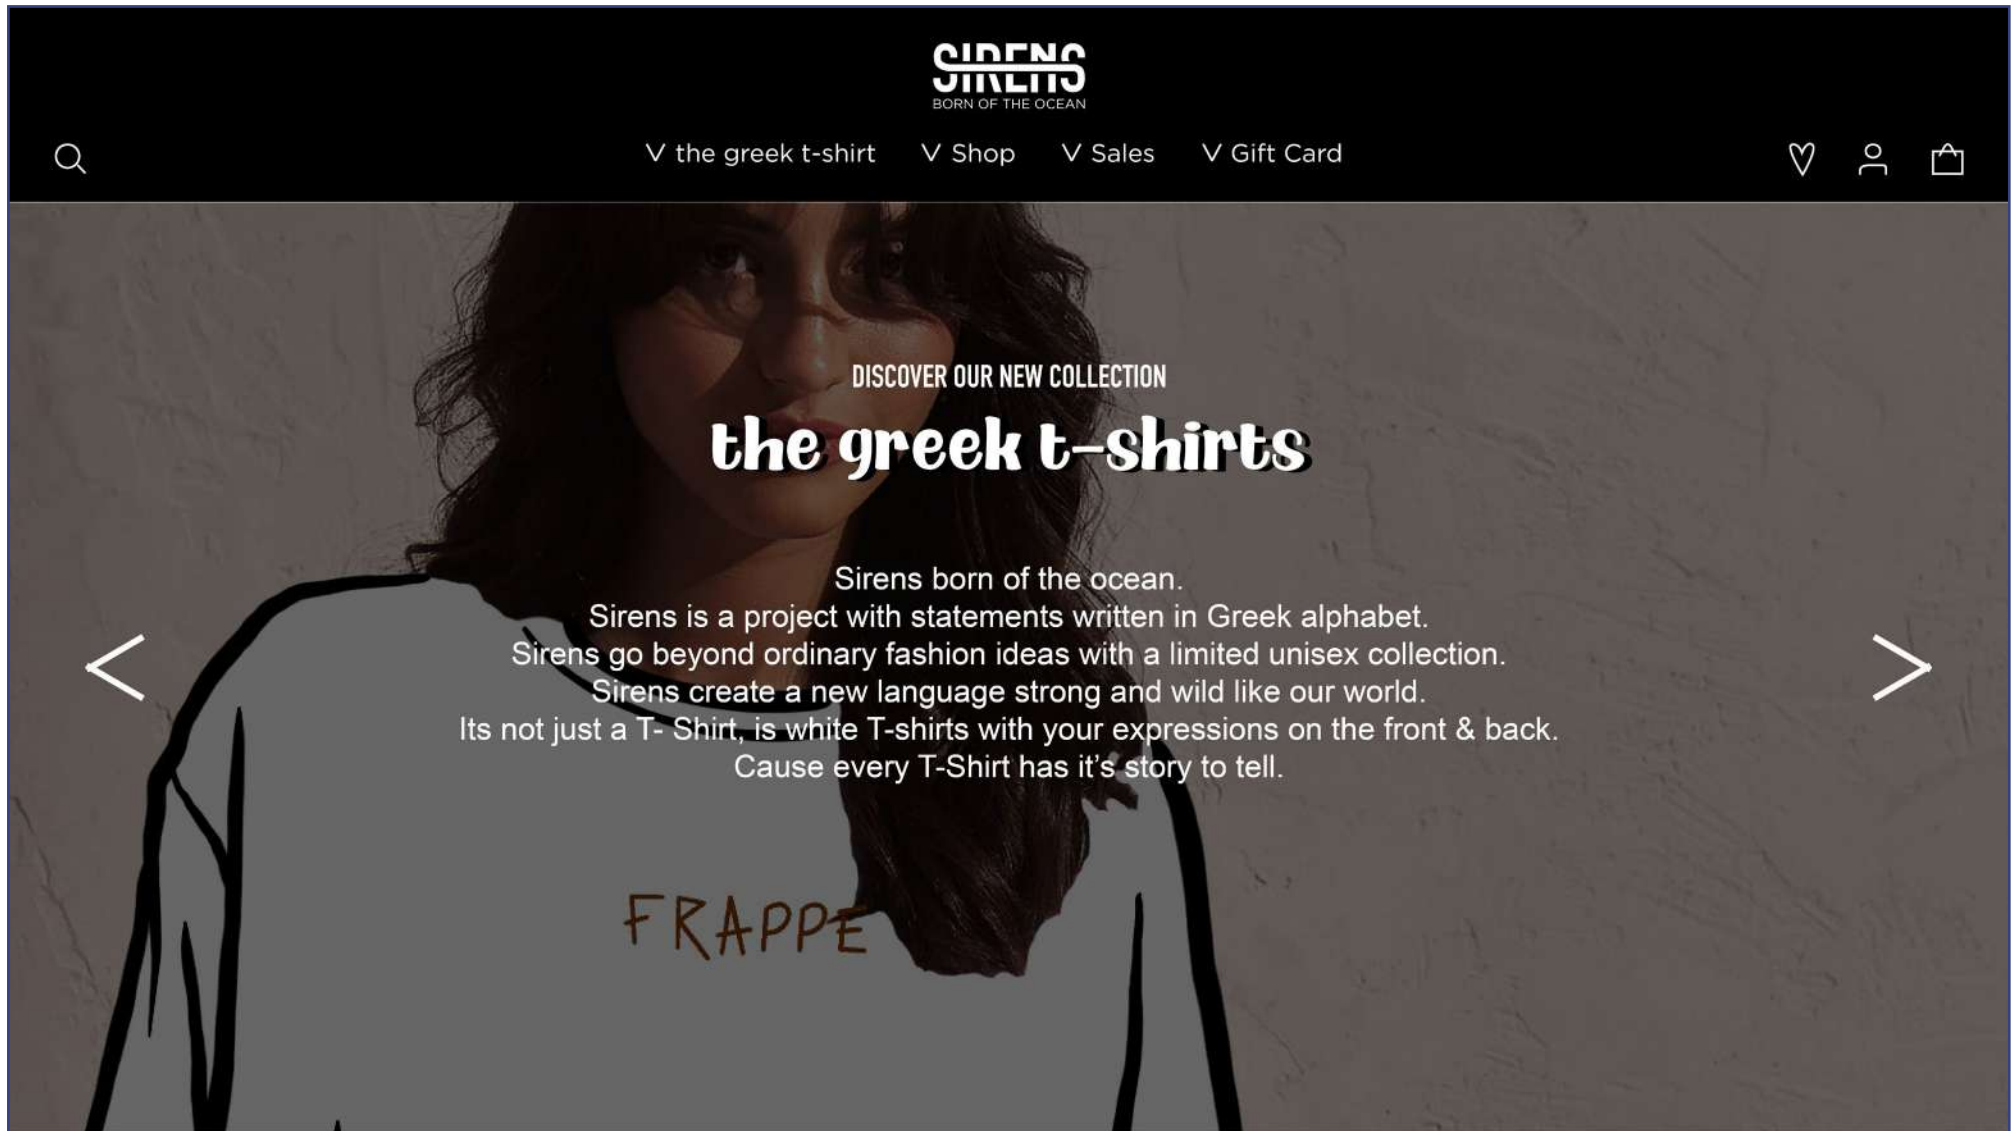 SIRENS
BORN OF THE OCEAN
the greek t-shirt
Shop
Sales
Gift Card
DISCOVER OUR NEW COLLECTION
the greek t-shirts
Sirens born of the ocean.
Sirens is a project with statements written in Greek alphabet.
Sirens go beyond ordinary fashion ideas with a limited unisex collection.
Sirens create a new language strong and wild like our world.
Its not just a T- Shirt, is white T-shirts with your expressions on the front & back.
Cause every T-Shirt has it’s story to tell.
FRAPPE